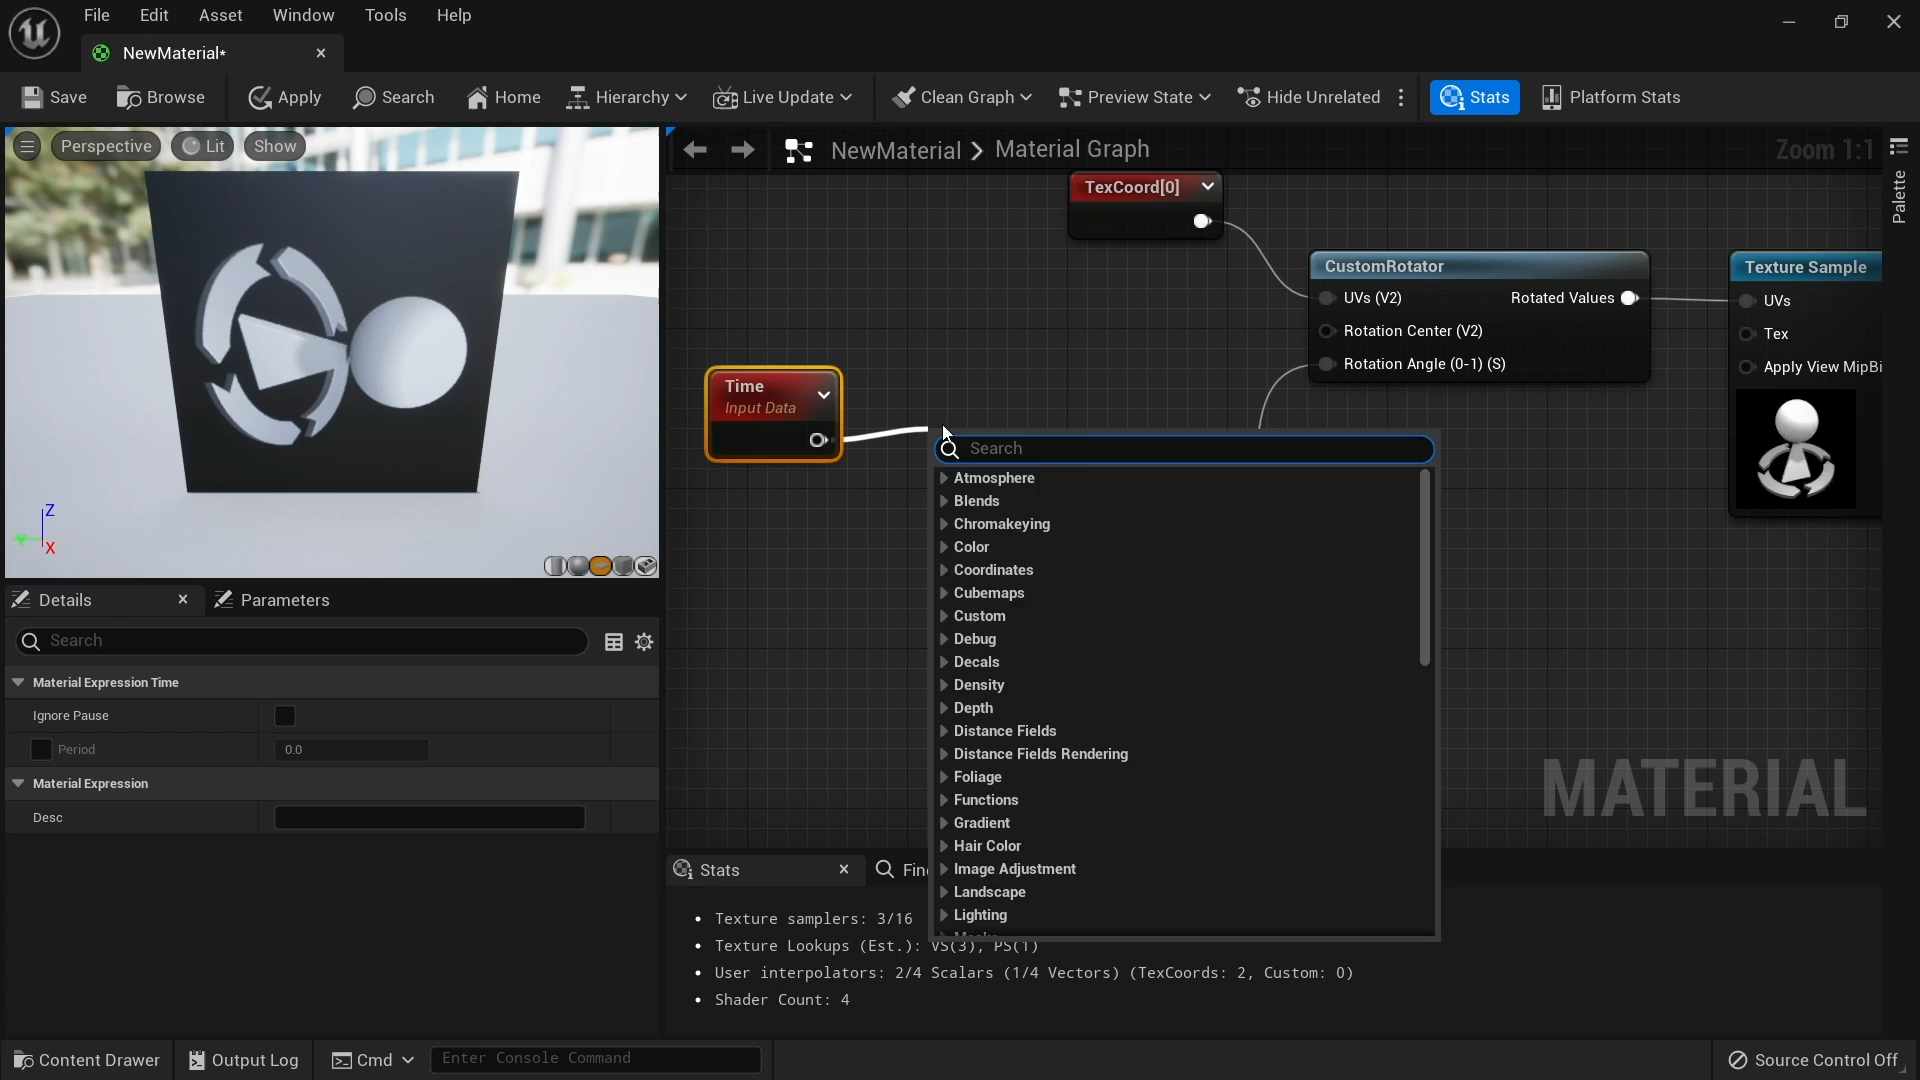 File Edit Asset Window Tools Help
NewMaterial*
Save Browse Apply Search Home Hierarchy Live Update Clean Graph Preview State Hide Unrelated Stats Platform Stats
Perspective Lit Show
NewMaterial Material Graph
Zoom 1:1
Palette
TexCoord[0]
CustomRotator
Texture Sample
UVs (V2) Rotated Values
UVs
Rotation Center (V2)
Tex
Rotation Angle (0-1) (S)
Apply View MipBi
Time
Input Data
Search
Atmosphere
Blends
Chromakeying
Color
Coordinates
Cubemaps
Custom
Debug
Decals
Density
Depth
Distance Fields
Distance Fields Rendering
Foliage
Functions
Gradient
Hair Color
Image Adjustment
Landscape
Lighting
MATERIAL
Z
X
Details Parameters
Search
Material Expression Time
Ignore Pause
Period 0.0
Material Expression
Desc
Stats
Texture samplers: 3/16
Texture Lookups (Est.): VS(3), PS(1)
User interpolators: 2/4 Scalars (1/4 Vectors) (TexCoords: 2, Custom: 0)
Shader Count: 4
Content Drawer Output Log Cmd Enter Console Command Source Control Off